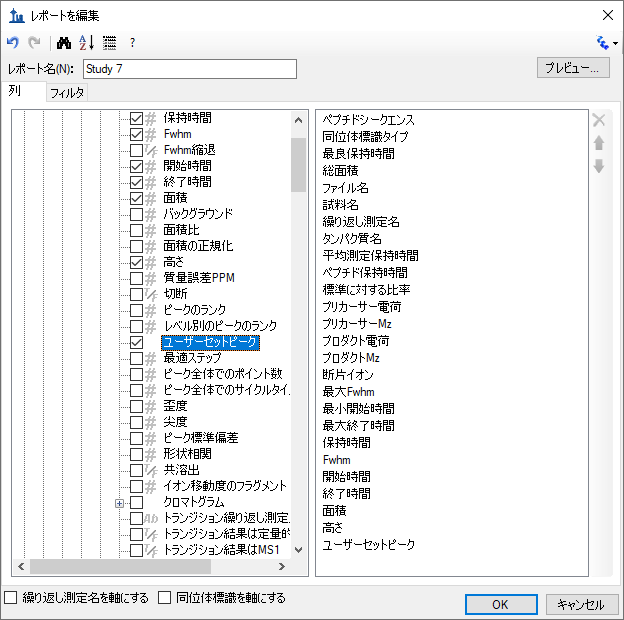 レポートを編集
?
レポート名(N):
Study 7
プレビュー...
列
フィルタ
保持時間
Fwhm
Fwhm縮退
開始時間
終了時間
面積
バックグラウンド
面積比
面積の正規化
高さ
質量誤差PPM
切断
ピークのランク
レベル別のピークのランク
ユーザーセットピーク
最適ステップ
ピーク全体でのポイント数
ピーク全体でのサイクルタイ
歪度
尖度
ピーク標準偏差
形状相関
共溶出
イオン移動度のフラグメント
クロマトグラム
トランジション繰り返し測定
トランジション結果は定量的
トランジション結果はMS1
ペプチドシークエンス
同位体標識タイプ
最良保持時間
総面積
ファイル名
試料名
繰り返し測定名
タンパク質名
平均測定保持時間
ペプチド保持時間
標準に対する比率
プリカーサー電荷
プリカーサーMz
プロダクト電荷
プロダクトMz
断片イオン
最大Fwhm
最小開始時間
最大終了時間
保持時間
Fwhm
開始時間
終了時間
面積
高さ
ユーザーセットピーク
繰り返し測定名を軸にする
同位体標識を軸にする
OK
キャンセル